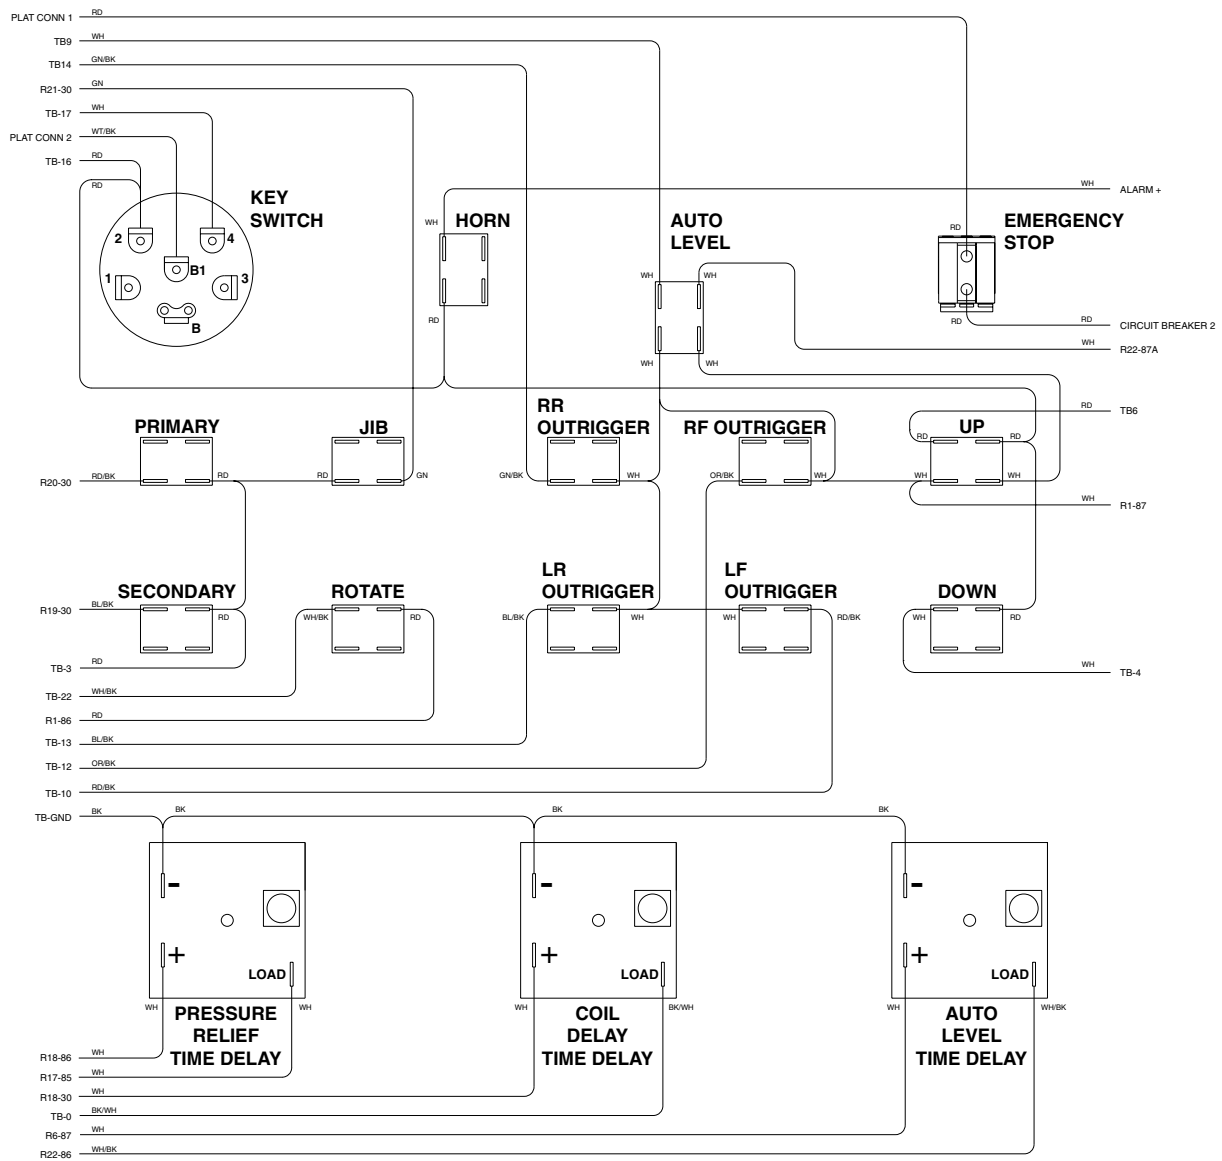 PLAT CONN 1 RD
TB9 WH
TB14 GN/BK
R21-30 GN
TB-17 WH
PLAT CONN 2 WT/BK
TB-16 RD
RD
KEY
SWITCH
2
4
B1
1
3
B
WH
HORN
RD
WH ALARM +
AUTO
LEVEL
WH
WH
WH
WH
EMERGENCY
STOP
RD
RD
RD CIRCUIT BREAKER 2
WH R22-87A
PRIMARY
R20-30 RD/BK
RD
JIB
RD
GN
RR
OUTRIGGER
GN/BK
WH
RF OUTRIGGER
OR/BK
WH
UP
RD
RD
WH
WH
RD TB6
WH R1-87
SECONDARY
R19-30 BL/BK
RD
TB-3 RD
ROTATE
WH/BK
RD
LR
OUTRIGGER
BL/BK
WH
LF
OUTRIGGER
WH
RD/BK
DOWN
WH
RD
WH TB-4
TB-22 WH/BK
R1-86 RD
TB-13 BL/BK
TB-12 OR/BK
TB-10 RD/BK
TB-GND BK
BK
BK
BK
-
+
LOAD
WH
WH
PRESSURE
RELIEF
TIME DELAY
-
+
LOAD
WH
BK/WH
COIL
DELAY
TIME DELAY
-
+
LOAD
WH
WH/BK
AUTO
LEVEL
TIME DELAY
R18-86 WH
R17-85 WH
R18-30 WH
TB-0 BK/WH
R6-87 WH
R22-86 WH/BK